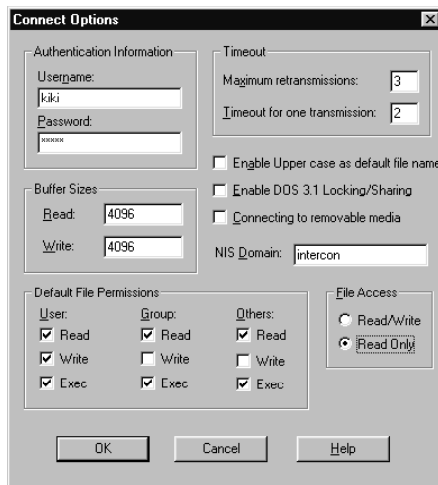 Connect Options
Authentication Information
Username:
kiki
Password:
*****
Timeout
Maximum retransmissions: 3
Timeout for one transmission: 2
Enable Upper case as default file name
Enable DOS 3.1 Locking/Sharing
Connecting to removable media
Buffer Sizes
Read: 4096
Write: 4096
NIS Domain: intercon
Default File Permissions
User: Group: Others:
Read Read Read
Write Write Write
Exec Exec Exec
File Access
Read/Write
Read Only
OK Cancel Help